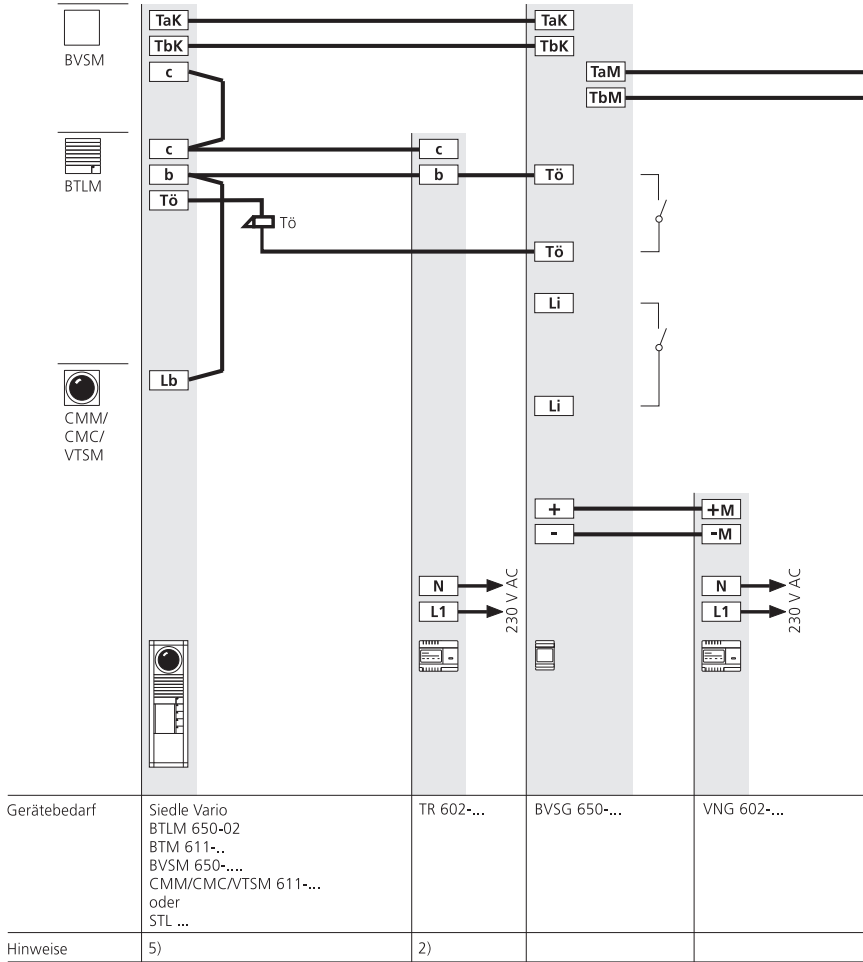 TaK TaK
BVSM TbK TbK
c TaM
TbM
c c
BTLM b b Tö
Tö
Tö
Tö
Li
Lb
CMM/
CMC/
VTSM
Li
+ +M
- -M
N N
L1 230 V AC L1 230 V AC
Gerätebedarf Siedle Vario TR 602-... BVSG 650-... VNG 602-...
BTLM 650-02
BTM 611-..
BVSM 650-....
CMM/CMC/VTSM 611-...
oder
STL ...
Hinweise 5) 2)